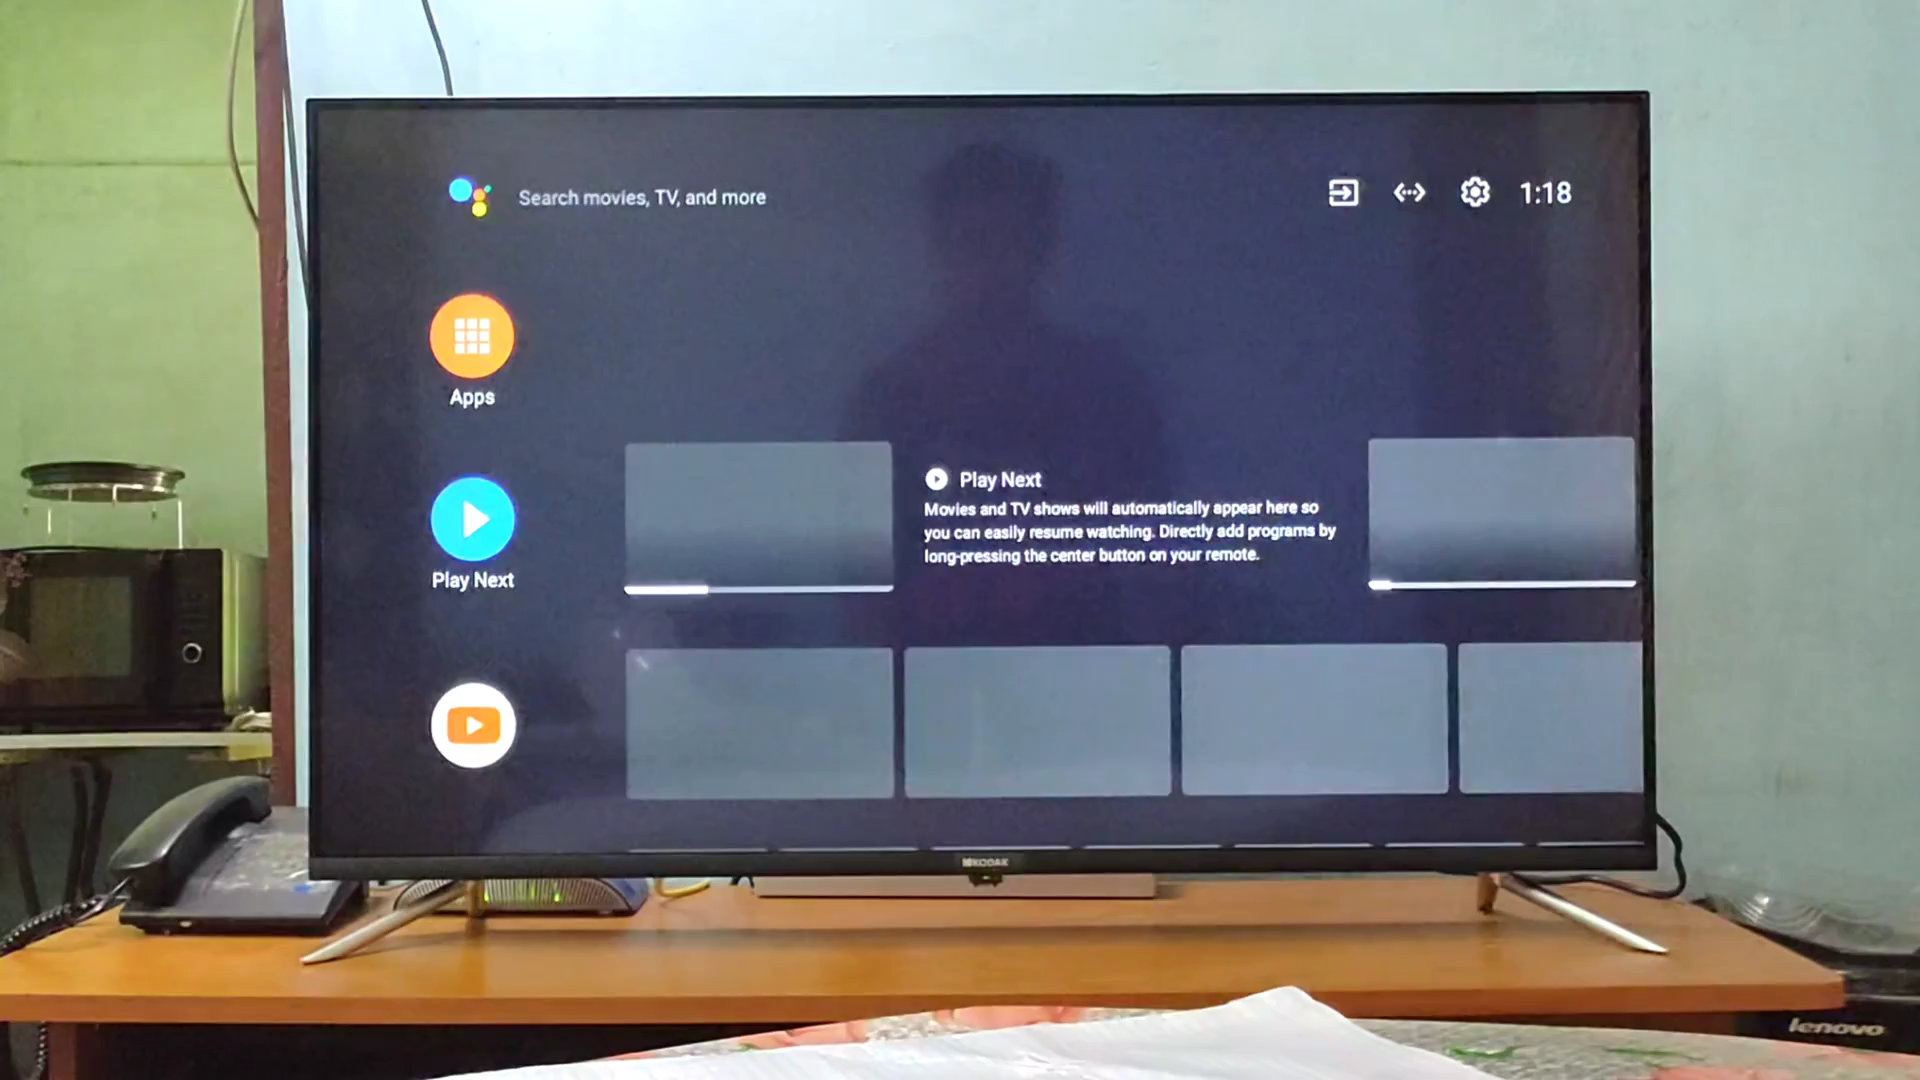 Search movies, TV, and more
1:18
Apps
Play Next
Movies and TV shows will automatically appear here so
you can easily resume watching. Directly add programs by
long-pressing the center button on your remote.
Play Next
KODAK
lenovo